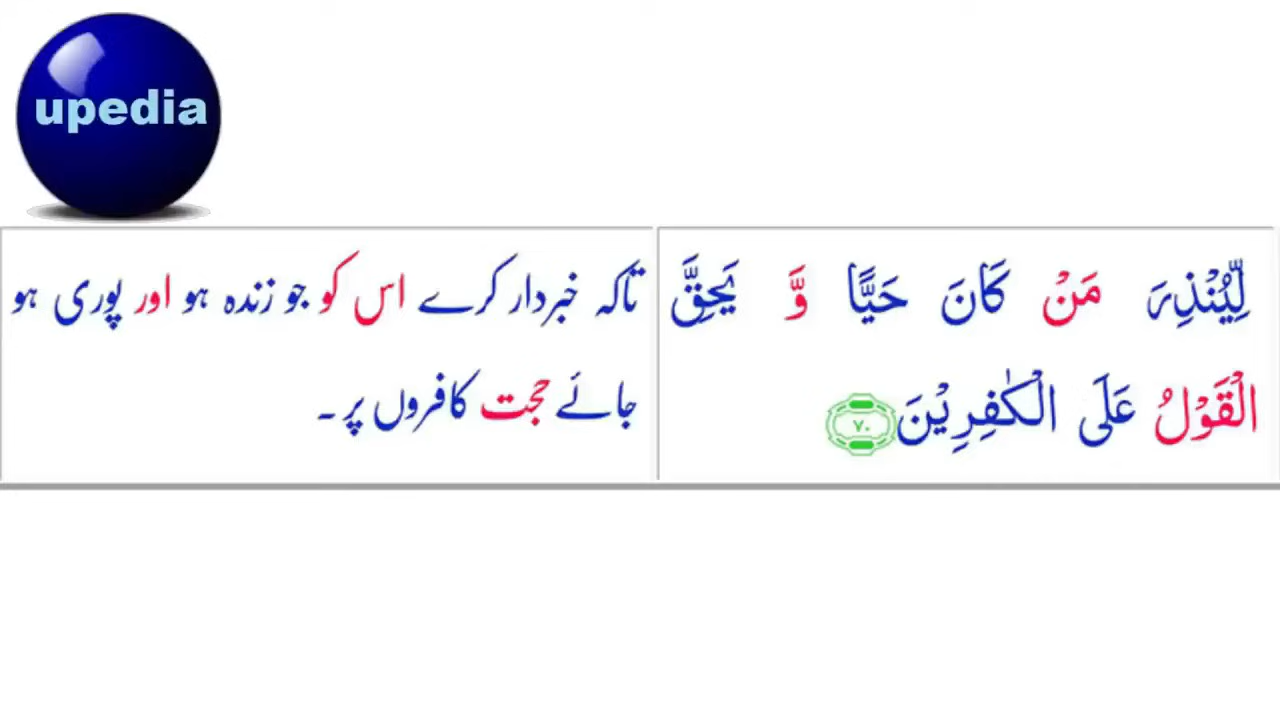 upedia
لِّيُنْذِرَ مَنْ كَانَ حَيًّا وَّ يَحِقَّ
الْقَوْلُ عَلَى الْكٰفِرِيْنَ ۷۰
تاکہ خبردار کرے اس کو جو زندہ ہو اور پوری ہو
جائے حجت کافروں پر۔